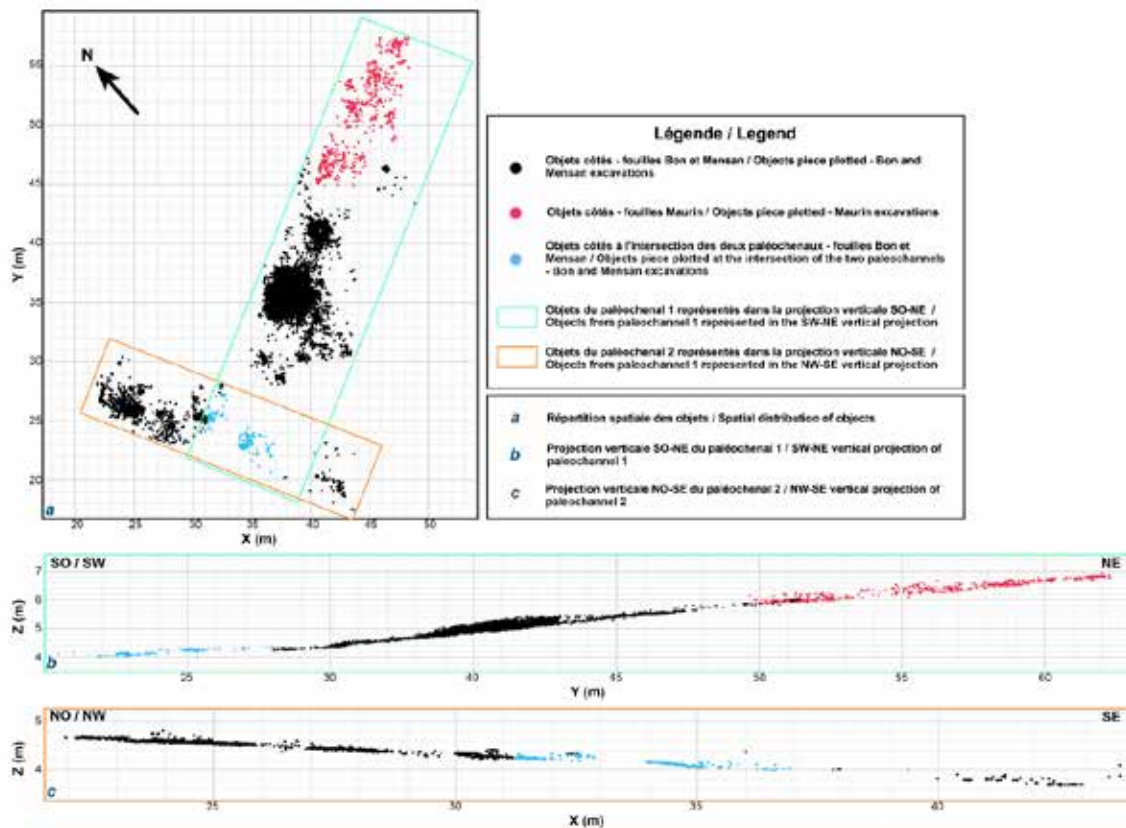 N
55
50
45
40
35
30
25
20
Y (m)
20 25 30 35 40 45 50
X (m)
a
Légende / Legend
Objets côtés - fouilles Bon et Mensan / Objects piece plotted - Bon and
Mensan excavations
Objets côtés - fouilles Maurin / Objects piece plotted - Maurin excavations
Objets côtés à l'intersection des deux paléochenaux - fouilles Bon et
Mensan / Objects piece plotted at the intersection of the two paleochannels
- Bon and Mensan excavations
Objets du paléochenal 1 représentés dans la projection verticale SO-NE /
Objects from paleochannel 1 represented in the SW-NE vertical projection
Objets du paléochenal 2 représentés dans la projection verticale NO-SE /
Objects from paleochannel 1 represented in the NW-SE vertical projection
a Répartition spatiale des objets / Spatial distribution of objects
b Projection verticale SO-NE du paléochenal 1 / SW-NE vertical projection of
paleochannel 1
c Projection verticale NO-SE du paléochenal 2 / NW-SE vertical projection of
paleochannel 2
SO / SW NE
7
6
5
4
Z (m)
b
25 30 35 40 45 50 55 60
Y (m)
NO / NW SE
5
4
Z (m)
c
25 30 35 40
X (m)